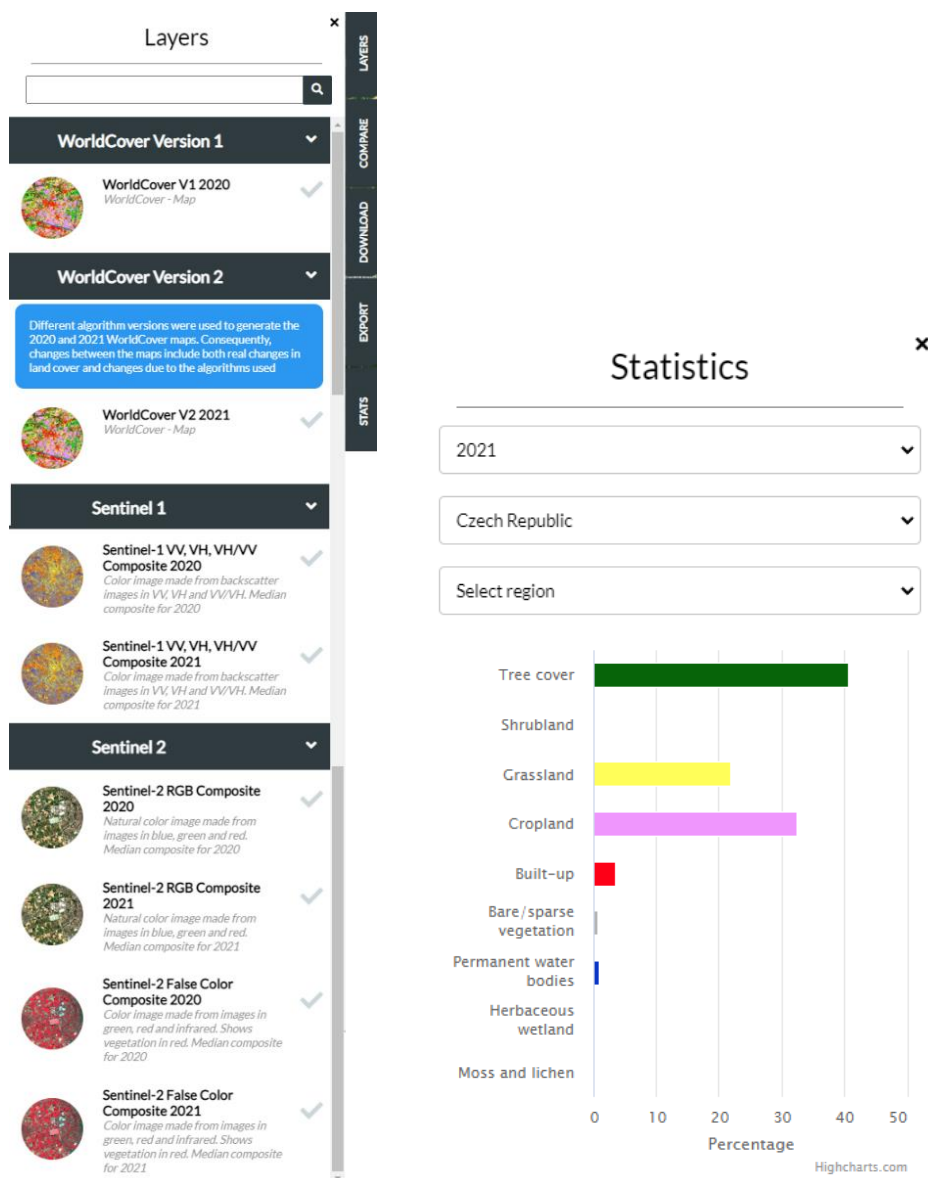 Layers
×
WorldCover Version 1
WorldCover V1 2020
WorldCover - Map
WorldCover Version 2
Different algorithm versions were used to generate the
2020 and 2021 WorldCover maps. Consequently,
changes between the maps include both real changes in
land cover and changes due to the algorithms used
WorldCover V2 2021
WorldCover - Map
Sentinel 1
Sentinel-1 VV, VH, VH/VV
Composite 2020
Color image made from backscatter
images in VV, VH and VV/VH. Median
composite for 2020
Sentinel-1 VV, VH, VH/VV
Composite 2021
Color image made from backscatter
images in VV, VH and VV/VH. Median
composite for 2021
Sentinel 2
Sentinel-2 RGB Composite
2020
Natural color image made from
images in blue, green and red.
Median composite for 2020
Sentinel-2 RGB Composite
2021
Natural color image made from
images in blue, green and red.
Median composite for 2021
Sentinel-2 False Color
Composite 2020
Color image made from images in
green, red and infrared. Shows
vegetation in red. Median composite
for 2020
Sentinel-2 False Color
Composite 2021
Color image made from images in
green, red and infrared. Shows
vegetation in red. Median composite
for 2021
LAYERS
COMPARE
DOWNLOAD
EXPORT
STATS
×
Statistics
2021
Czech Republic
Select region
Tree cover
Shrubland
Grassland
Cropland
Built-up
Bare/sparse
vegetation
Permanent water
bodies
Herbaceous
wetland
Moss and lichen
0 10 20 30 40 50
Percentage
Highcharts.com